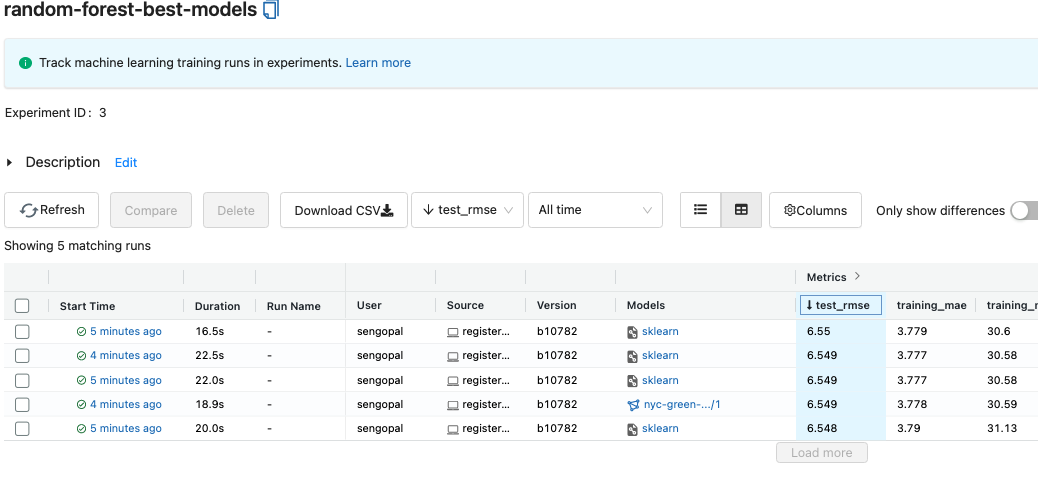 random-forest-best-models
Track machine learning training runs in experiments. Learn more
Experiment ID: 3
Description Edit
Refresh Compare Delete Download CSV test_rmse All time Columns Only show differences
Showing 5 matching runs
Metrics
Start Time Duration Run Name User Source Version Models test_rmse training_mae
5 minutes ago 16.5s - sengopal register... b10782 sklearn 6.55 3.779 30.6
4 minutes ago 22.5s - sengopal register... b10782 sklearn 6.549 3.777 30.58
5 minutes ago 22.0s - sengopal register... b10782 sklearn 6.549 3.777 30.58
4 minutes ago 18.9s - sengopal register... b10782 nyc-green-.../1 6.549 3.778 30.59
5 minutes ago 20.0s - sengopal register... b10782 sklearn 6.548 3.79 31.13
Load more